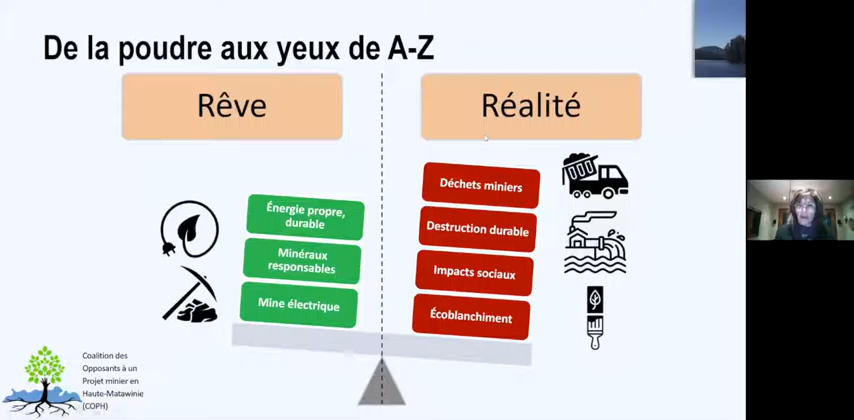 De la poudre aux yeux de A-Z
Rêve
Réalité
Énergie propre,
durable
Minéraux
responsables
Mine électrique
Déchets miniers
Destruction durable
Impacts sociaux
Écoblanchiment
Coalition des
Opposants à un
Projet minier en
Haute-Matawinie
(COPH)